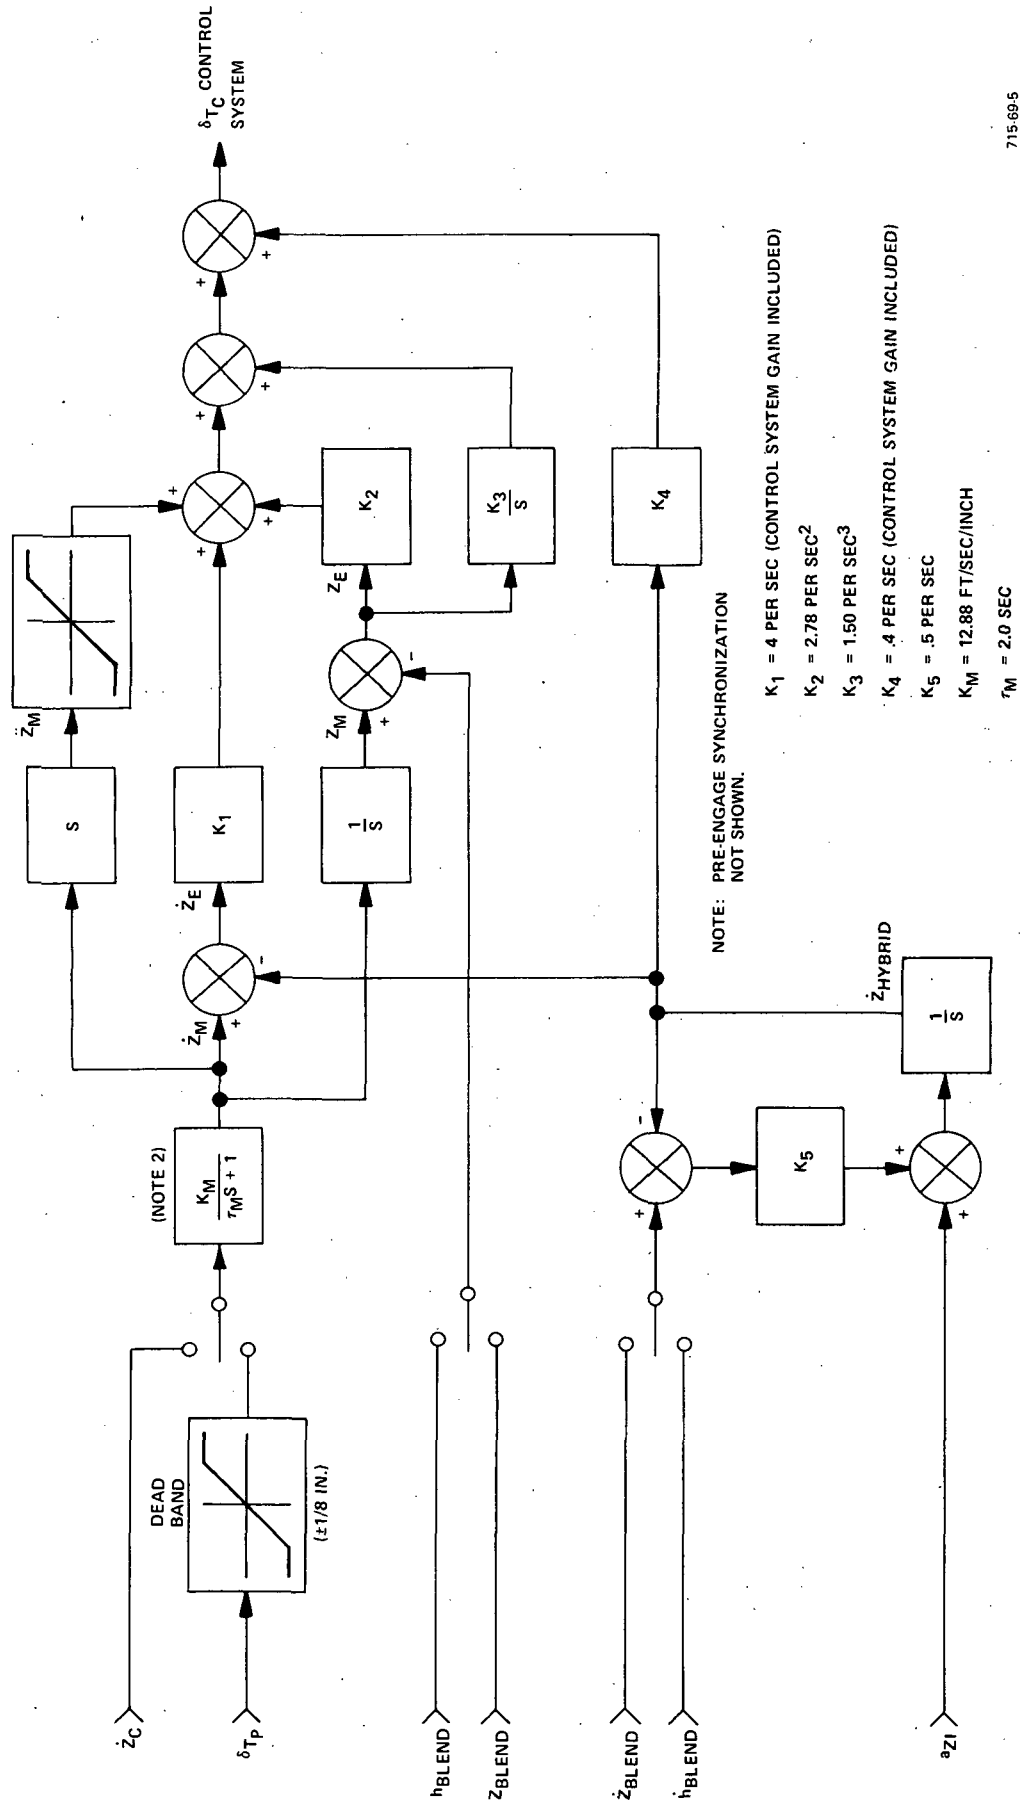 Ż_C
δ_TP
DEAD
BAND
(±1/8 IN.)
(NOTE 2)
K_M
τ_M S + 1
Ż_M
+
-
Ż_E
S
Z̈_M
K_1
1
S
Z_M
+
-
Z_E
K_2
K_3
S
+
+
+
+
+
+
+
δ_TC CONTROL
SYSTEM
h_BLEND
Z_BLEND
Ż_BLEND
ḣ_BLEND
+
-
K_5
+
+
a_ZI
1
S
Ż_HYBRID
K_4
NOTE: PRE-ENGAGE SYNCHRONIZATION
NOT SHOWN.
K_1 = 4 PER SEC (CONTROL SYSTEM GAIN INCLUDED)
K_2 = 2.78 PER SEC²
K_3 = 1.50 PER SEC³
K_4 = .4 PER SEC (CONTROL SYSTEM GAIN INCLUDED)
K_5 = .5 PER SEC
K_M = 12.88 FT/SEC/INCH
τ_M = 2.0 SEC
715-69-5